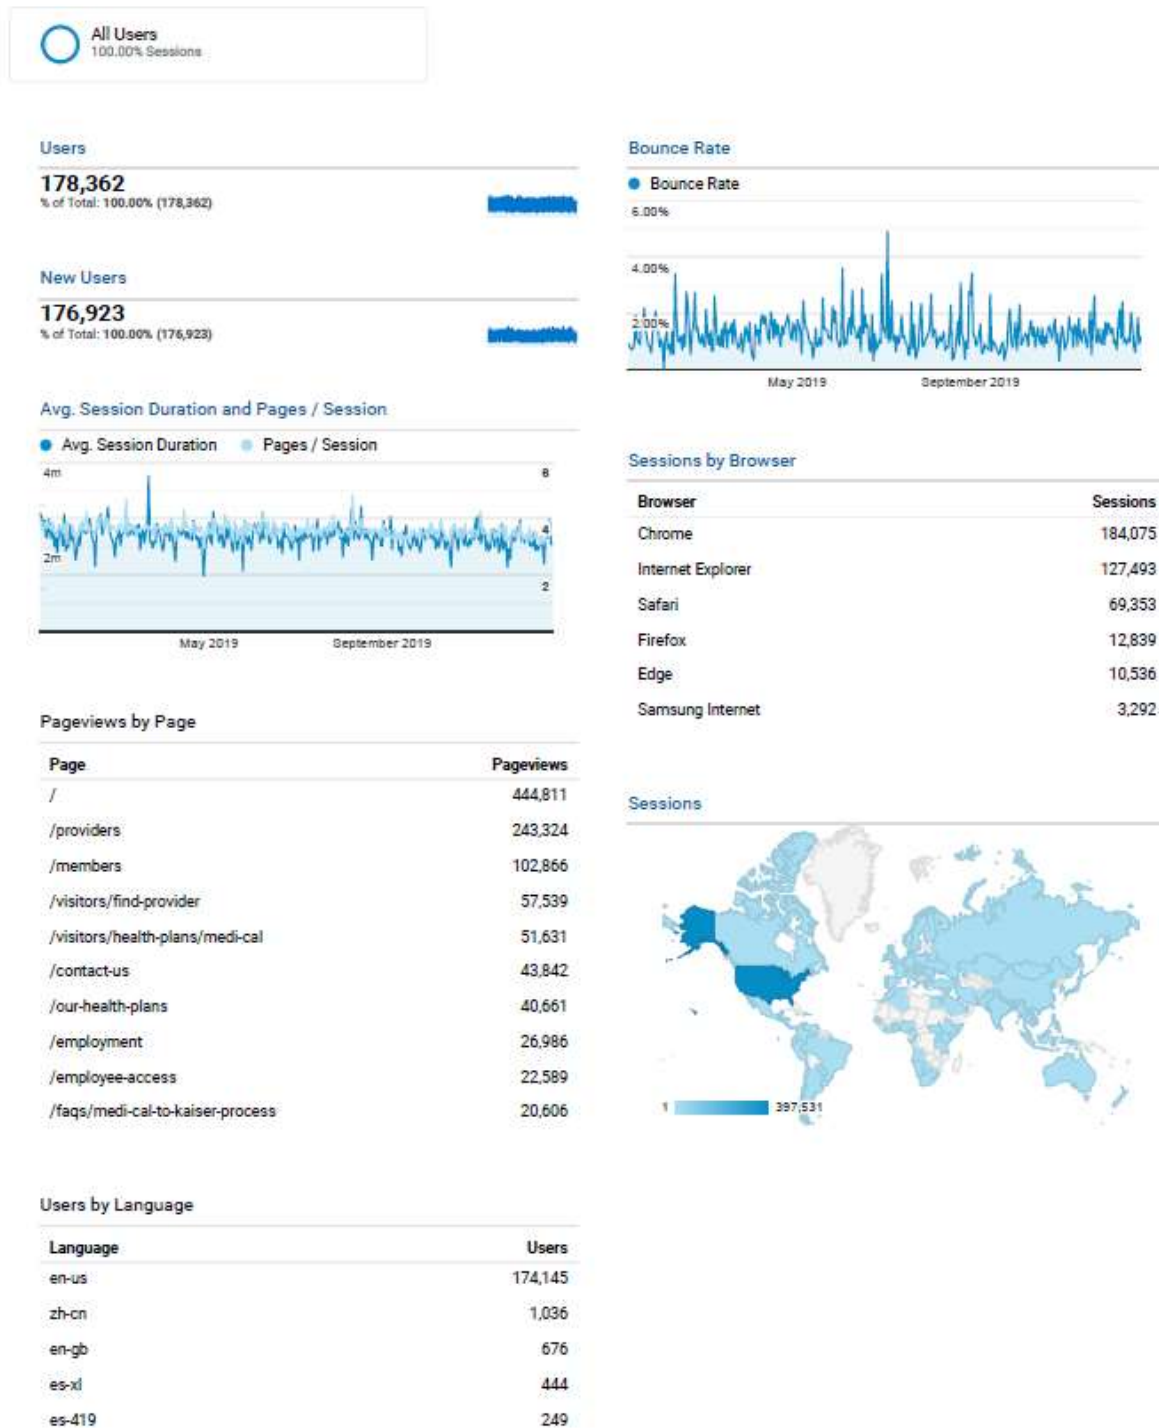 All Users
100.00% Sessions
Users
178,362
% of Total: 100.00% (178,362)
New Users
176,923
% of Total: 100.00% (176,923)
Avg. Session Duration and Pages / Session
Avg. Session Duration Pages / Session
4m 6
4
2m
2
May 2019 September 2019
Pageviews by Page
Page Pageviews
/ 444,811
/providers 243,324
/members 102,866
/visitors/find-provider 57,539
/visitors/health-plans/medi-cal 51,631
/contact-us 43,842
/our-health-plans 40,661
/employment 26,986
/employee-access 22,589
/faqs/medi-cal-to-kaiser-process 20,606
Users by Language
Language Users
en-us 174,145
zh-cn 1,036
en-gb 676
es-xl 444
es-419 249
Bounce Rate
Bounce Rate
6.00%
4.00%
2.00%
May 2019 September 2019
Sessions by Browser
Browser Sessions
Chrome 184,075
Internet Explorer 127,493
Safari 69,353
Firefox 12,839
Edge 10,536
Samsung Internet 3,292
Sessions
1 397,531